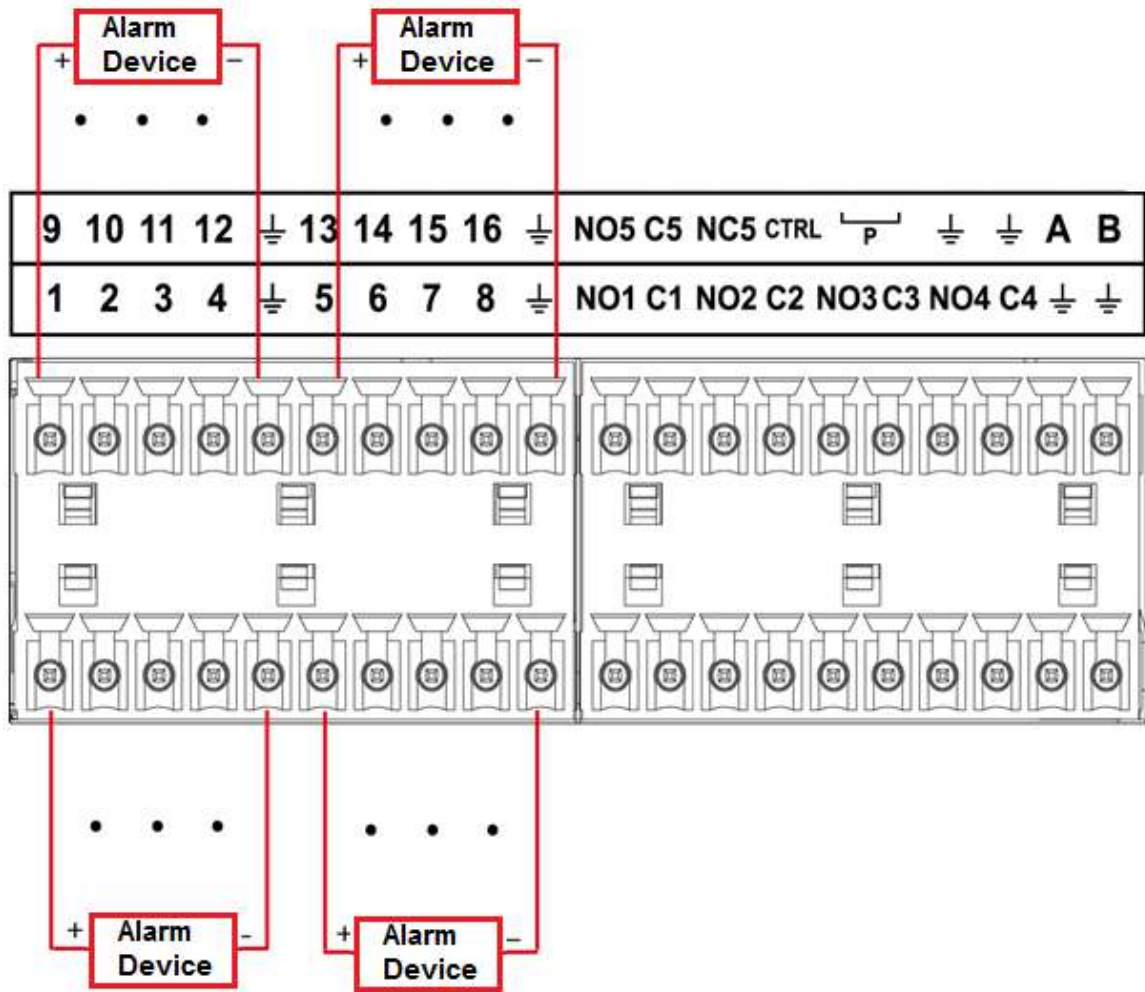 Alarm
Device
+ −
Alarm
Device
+ −
9 10 11 12 ⏚ 13 14 15 16 ⏚ NO5 C5 NC5 CTRL P ⏚ ⏚ A B
1 2 3 4 ⏚ 5 6 7 8 ⏚ NO1 C1 NO2 C2 NO3 C3 NO4 C4 ⏚ ⏚
+ -
Alarm
Device
+ −
Alarm
Device